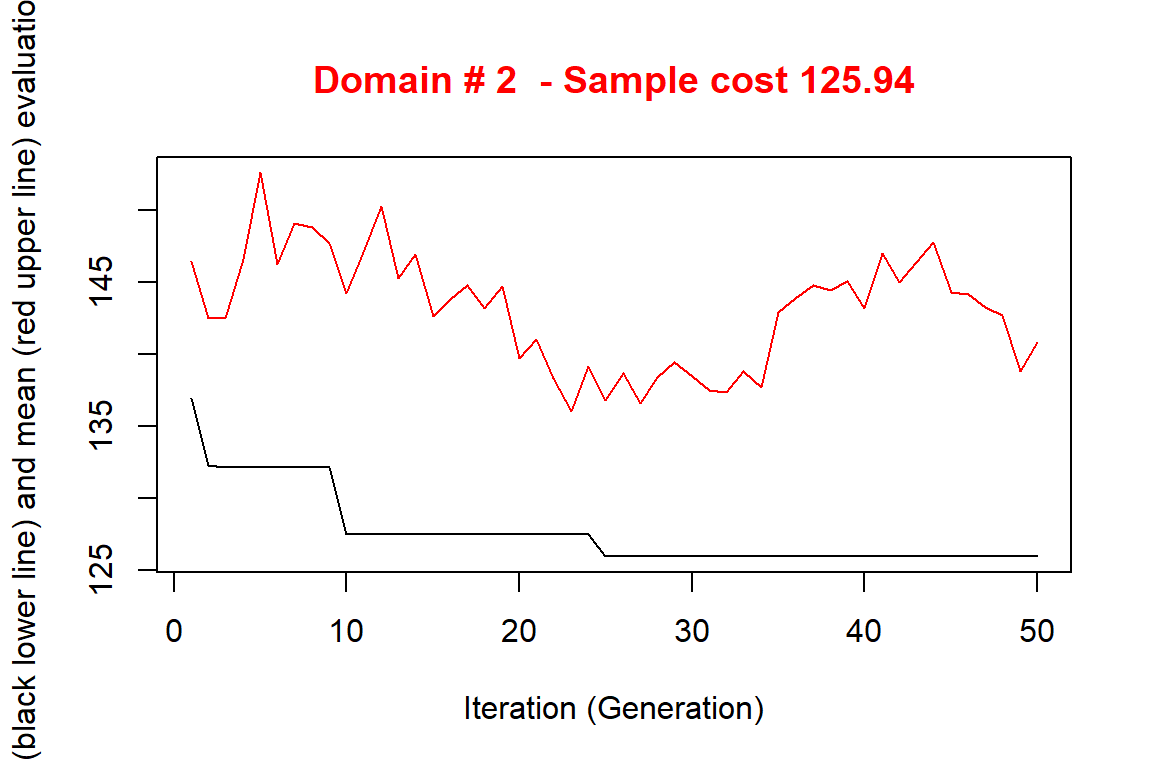 Domain # 2  - Sample cost 125.94
(black lower line) and mean (red upper line) evaluatio
145
135
125
0 10 20 30 40 50
Iteration (Generation)